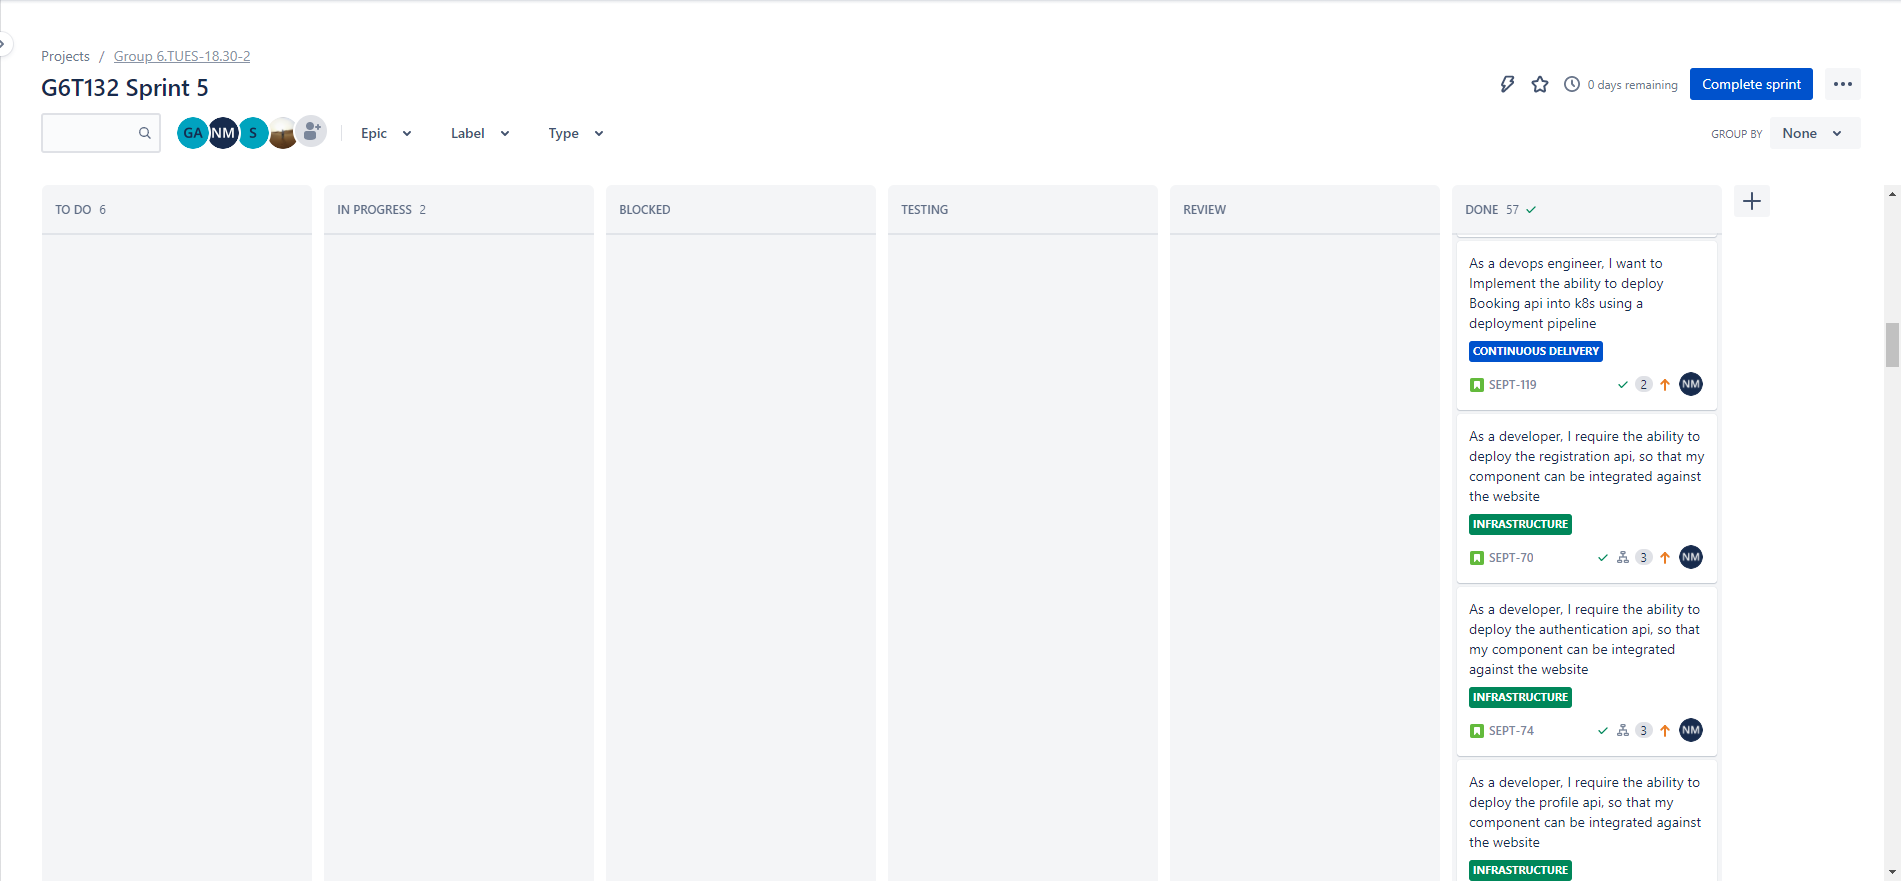 Projects / Group 6.TUES-18.30-2
G6T132 Sprint 5
0 days remaining
Complete sprint
GA NM S
Epic
Label
Type
GROUP BY
None
TO DO 6
IN PROGRESS 2
BLOCKED
TESTING
REVIEW
DONE 57
As a devops engineer, I want to
Implement the ability to deploy
Booking api into k8s using a
deployment pipeline
CONTINUOUS DELIVERY
SEPT-119 2 NM
As a developer, I require the ability to
deploy the registration api, so that my
component can be integrated against
the website
INFRASTRUCTURE
SEPT-70 3 NM
As a developer, I require the ability to
deploy the authentication api, so that
my component can be integrated
against the website
INFRASTRUCTURE
SEPT-74 3 NM
As a developer, I require the ability to
deploy the profile api, so that my
component can be integrated against
the website
INFRASTRUCTURE